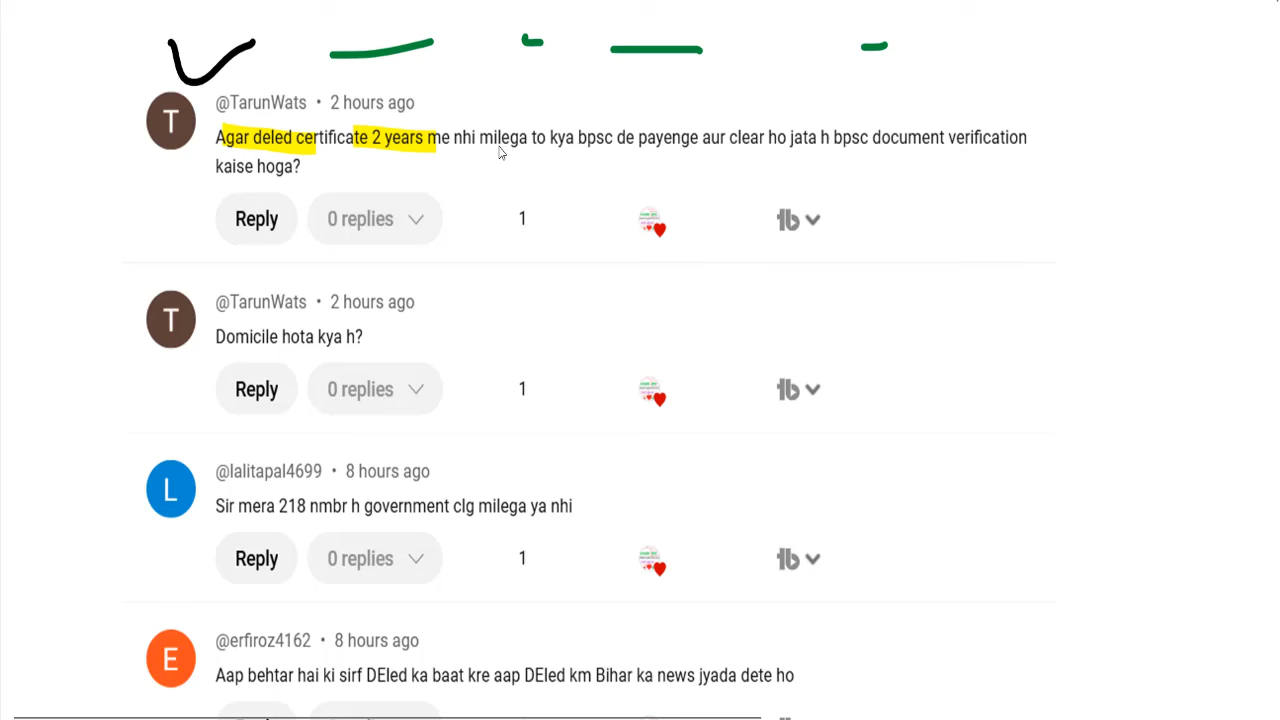 T
@TarunWats • 2 hours ago
Agar deled certificate 2 years me nhi milega to kya bpsc de payenge aur clear ho jata h bpsc document verification
kaise hoga?
Reply 0 replies 1
T
@TarunWats • 2 hours ago
Domicile hota kya h?
Reply 0 replies 1
L
@lalitapal4699 • 8 hours ago
Sir mera 218 nmbr h government clg milega ya nhi
Reply 0 replies 1
E
@erfiroz4162 • 8 hours ago
Aap behtar hai ki sirf DEled ka baat kre aap DEled km Bihar ka news jyada dete ho